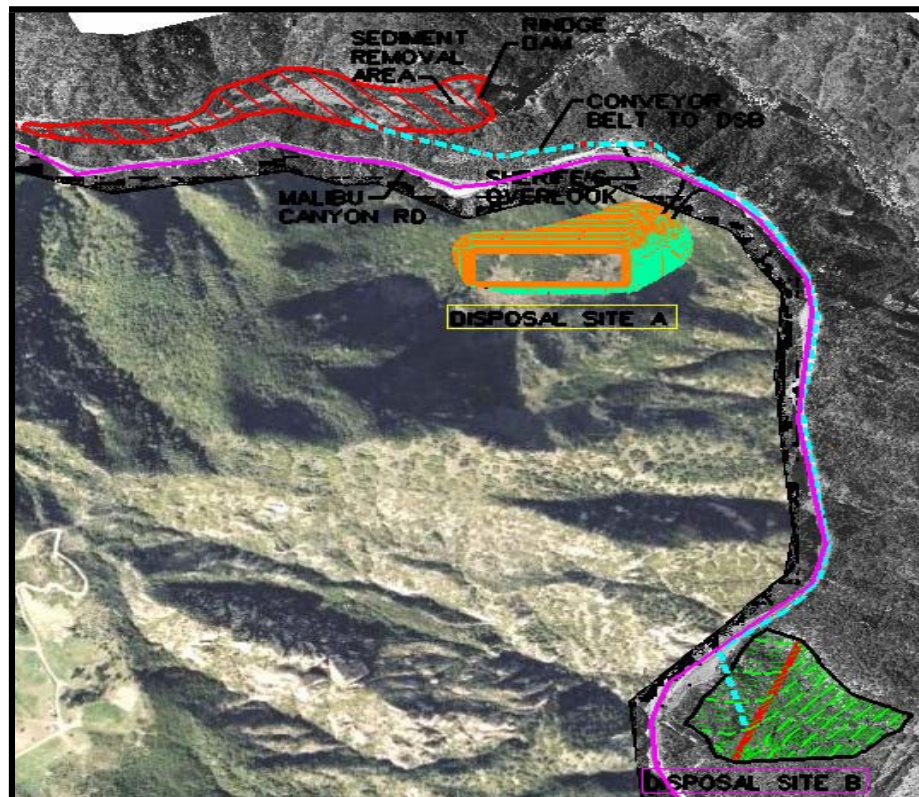 SEDIMENT
REMOVAL
AREA
RINDGE
DAM
CONVEYOR
BELT TO DSB
OVERLOOK
MALIBU
CANYON RD
DISPOSAL SITE A
DISPOSAL SITE B